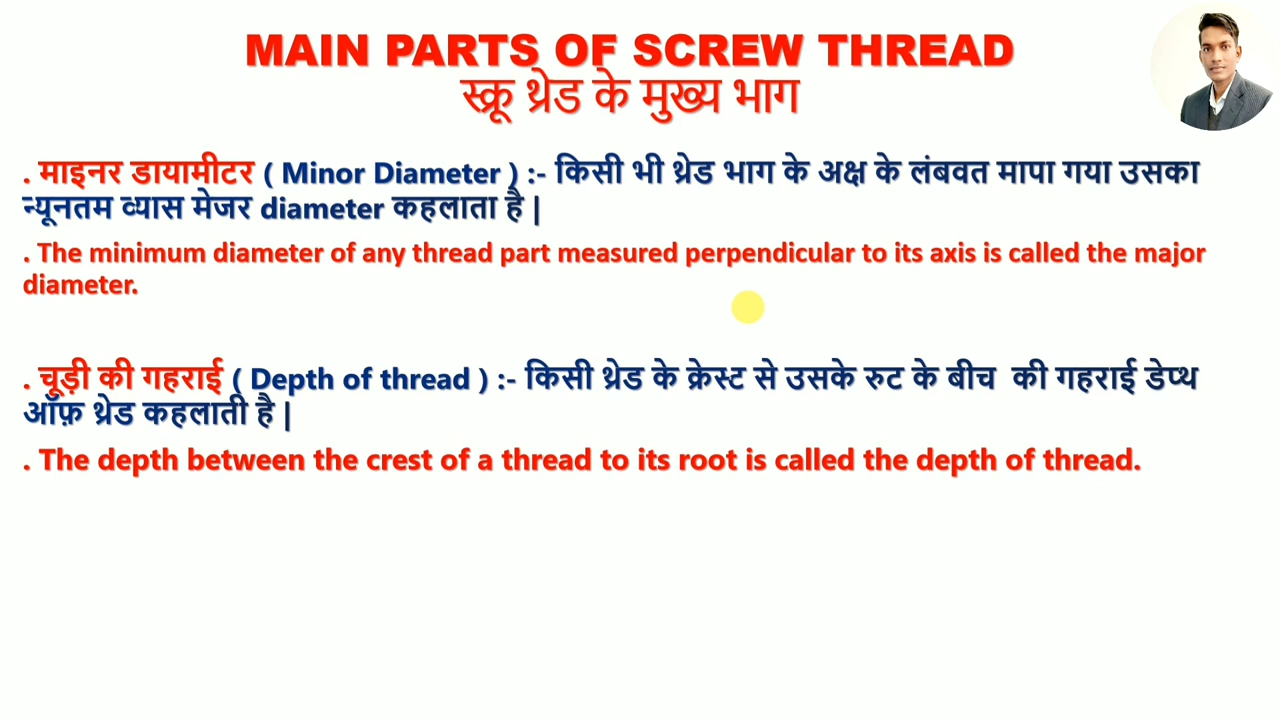 MAIN PARTS OF SCREW THREAD
स्क्रू थ्रेड के मुख्य भाग
. माइनर डायामीटर ( Minor Diameter ) :- किसी भी थ्रेड भाग के अक्ष के लंबवत मापा गया उसका
न्यूनतम व्यास मेजर diameter कहलाता है |
. The minimum diameter of any thread part measured perpendicular to its axis is called the major
diameter.
. चूड़ी की गहराई ( Depth of thread ) :- किसी थ्रेड के क्रेस्ट से उसके रुट के बीच की गहराई डेप्थ
ऑफ़ थ्रेड कहलाती है |
. The depth between the crest of a thread to its root is called the depth of thread.